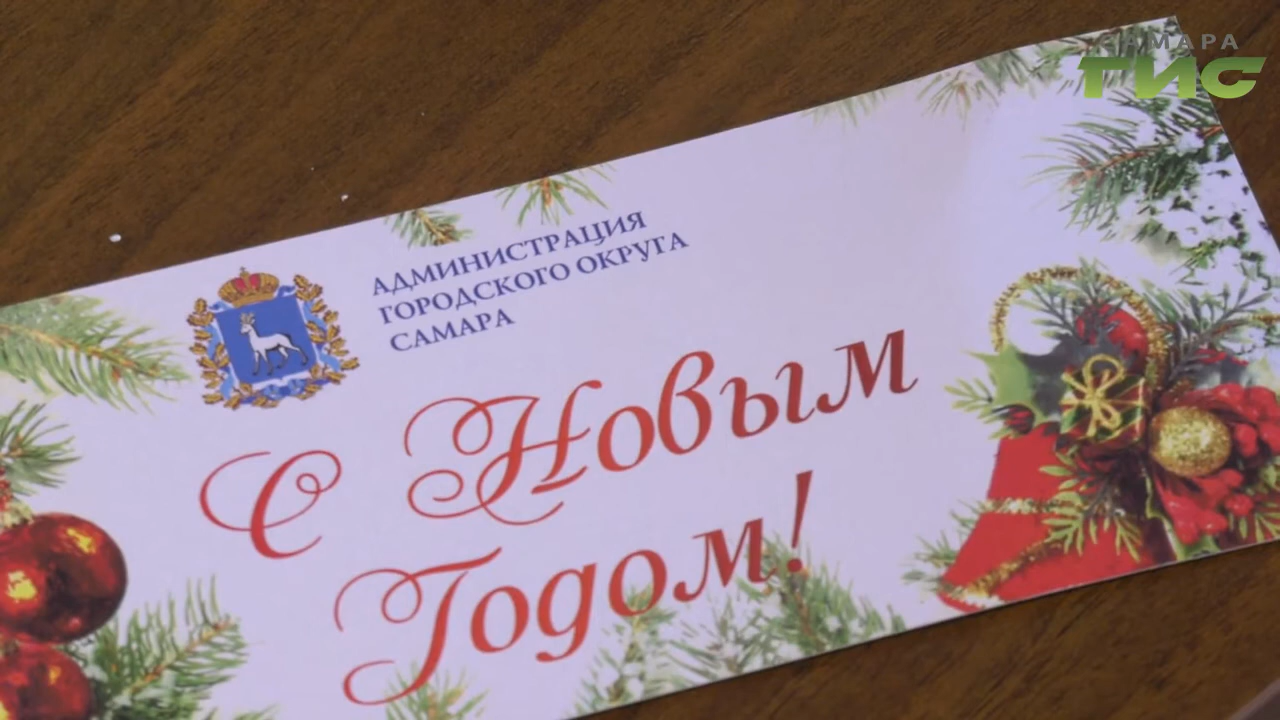 САМАРА
ГИС
АДМИНИСТРАЦИЯ
ГОРОДСКОГО ОКРУГА
САМАРА
С Новым
Годом!